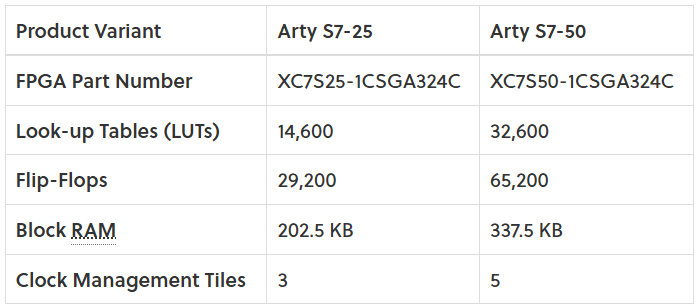 Product Variant Arty S7-25 Arty S7-50
FPGA Part Number XC7S25-1CSGA324C XC7S50-1CSGA324C
Look-up Tables (LUTs) 14,600 32,600
Flip-Flops 29,200 65,200
Block RAM 202.5 KB 337.5 KB
Clock Management Tiles 3 5